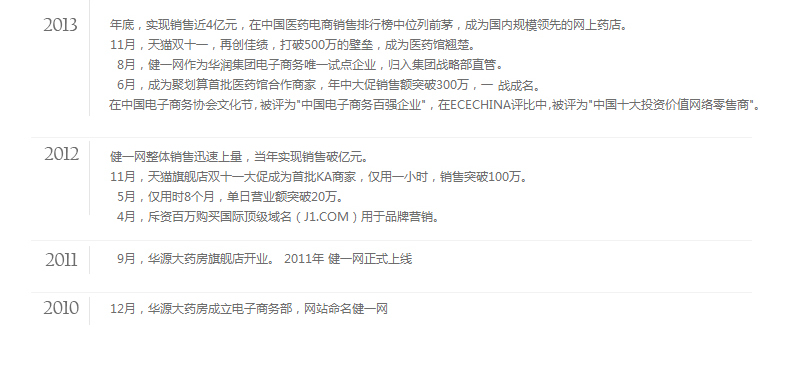 2013
年底，实现销售近4亿元，在中国医药电商销售排行榜中位列前茅，成为国内规模领先的网上药店。
11月，天猫双十一，再创佳绩，打破500万的壁垒，成为医药馆翘楚。
8月，健一网作为华润集团电子商务唯一试点企业，归入集团战略部直管。
6月，成为聚划算首批医药馆合作商家，年中大促销售额突破300万，一 战成名。
在中国电子商务协会文化节,被评为"中国电子商务百强企业"，在ECECHINA评比中,被评为"中国十大投资价值网络零售商"。
2012
健一网整体销售迅速上量，当年实现销售破亿元。
11月，天猫旗舰店双十一大促成为首批KA商家，仅用一小时，销售突破100万。
5月，仅用时8个月，单日营业额突破20万。
4月，斥资百万购买国际顶级域名（J1.COM）用于品牌营销。
2011
9月，华源大药房旗舰店开业。 2011年 健一网正式上线
2010
12月，华源大药房成立电子商务部，网站命名健一网